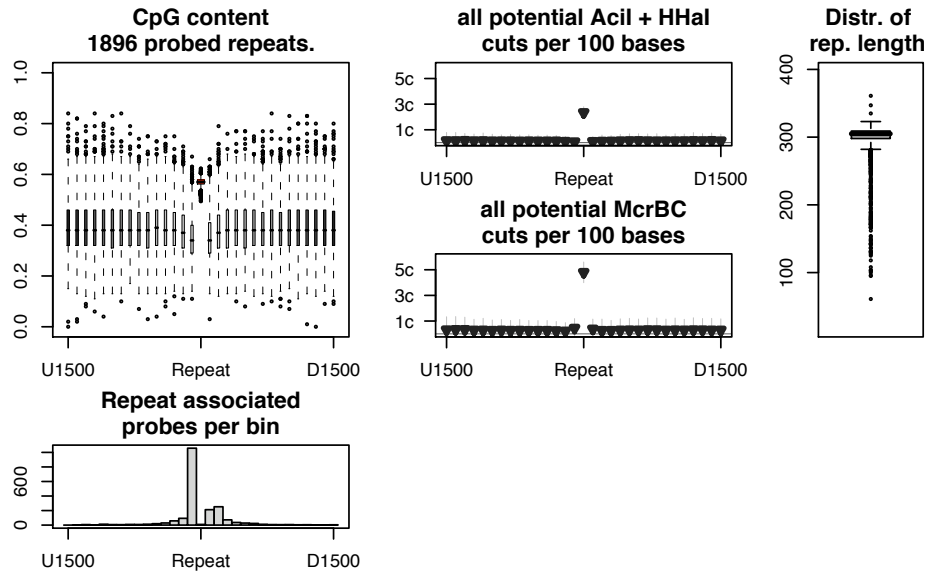 CpG content
1896 probed repeats.
1.0
0.8
0.6
0.4
0.2
0.0
U1500 Repeat D1500
all potential AciI + HHaI
cuts per 100 bases
5c
3c
1c
U1500 Repeat D1500
all potential McrBC
cuts per 100 bases
5c
3c
1c
U1500 Repeat D1500
Distr. of
rep. length
400
300
200
100
Repeat associated
probes per bin
600
0
U1500 Repeat D1500